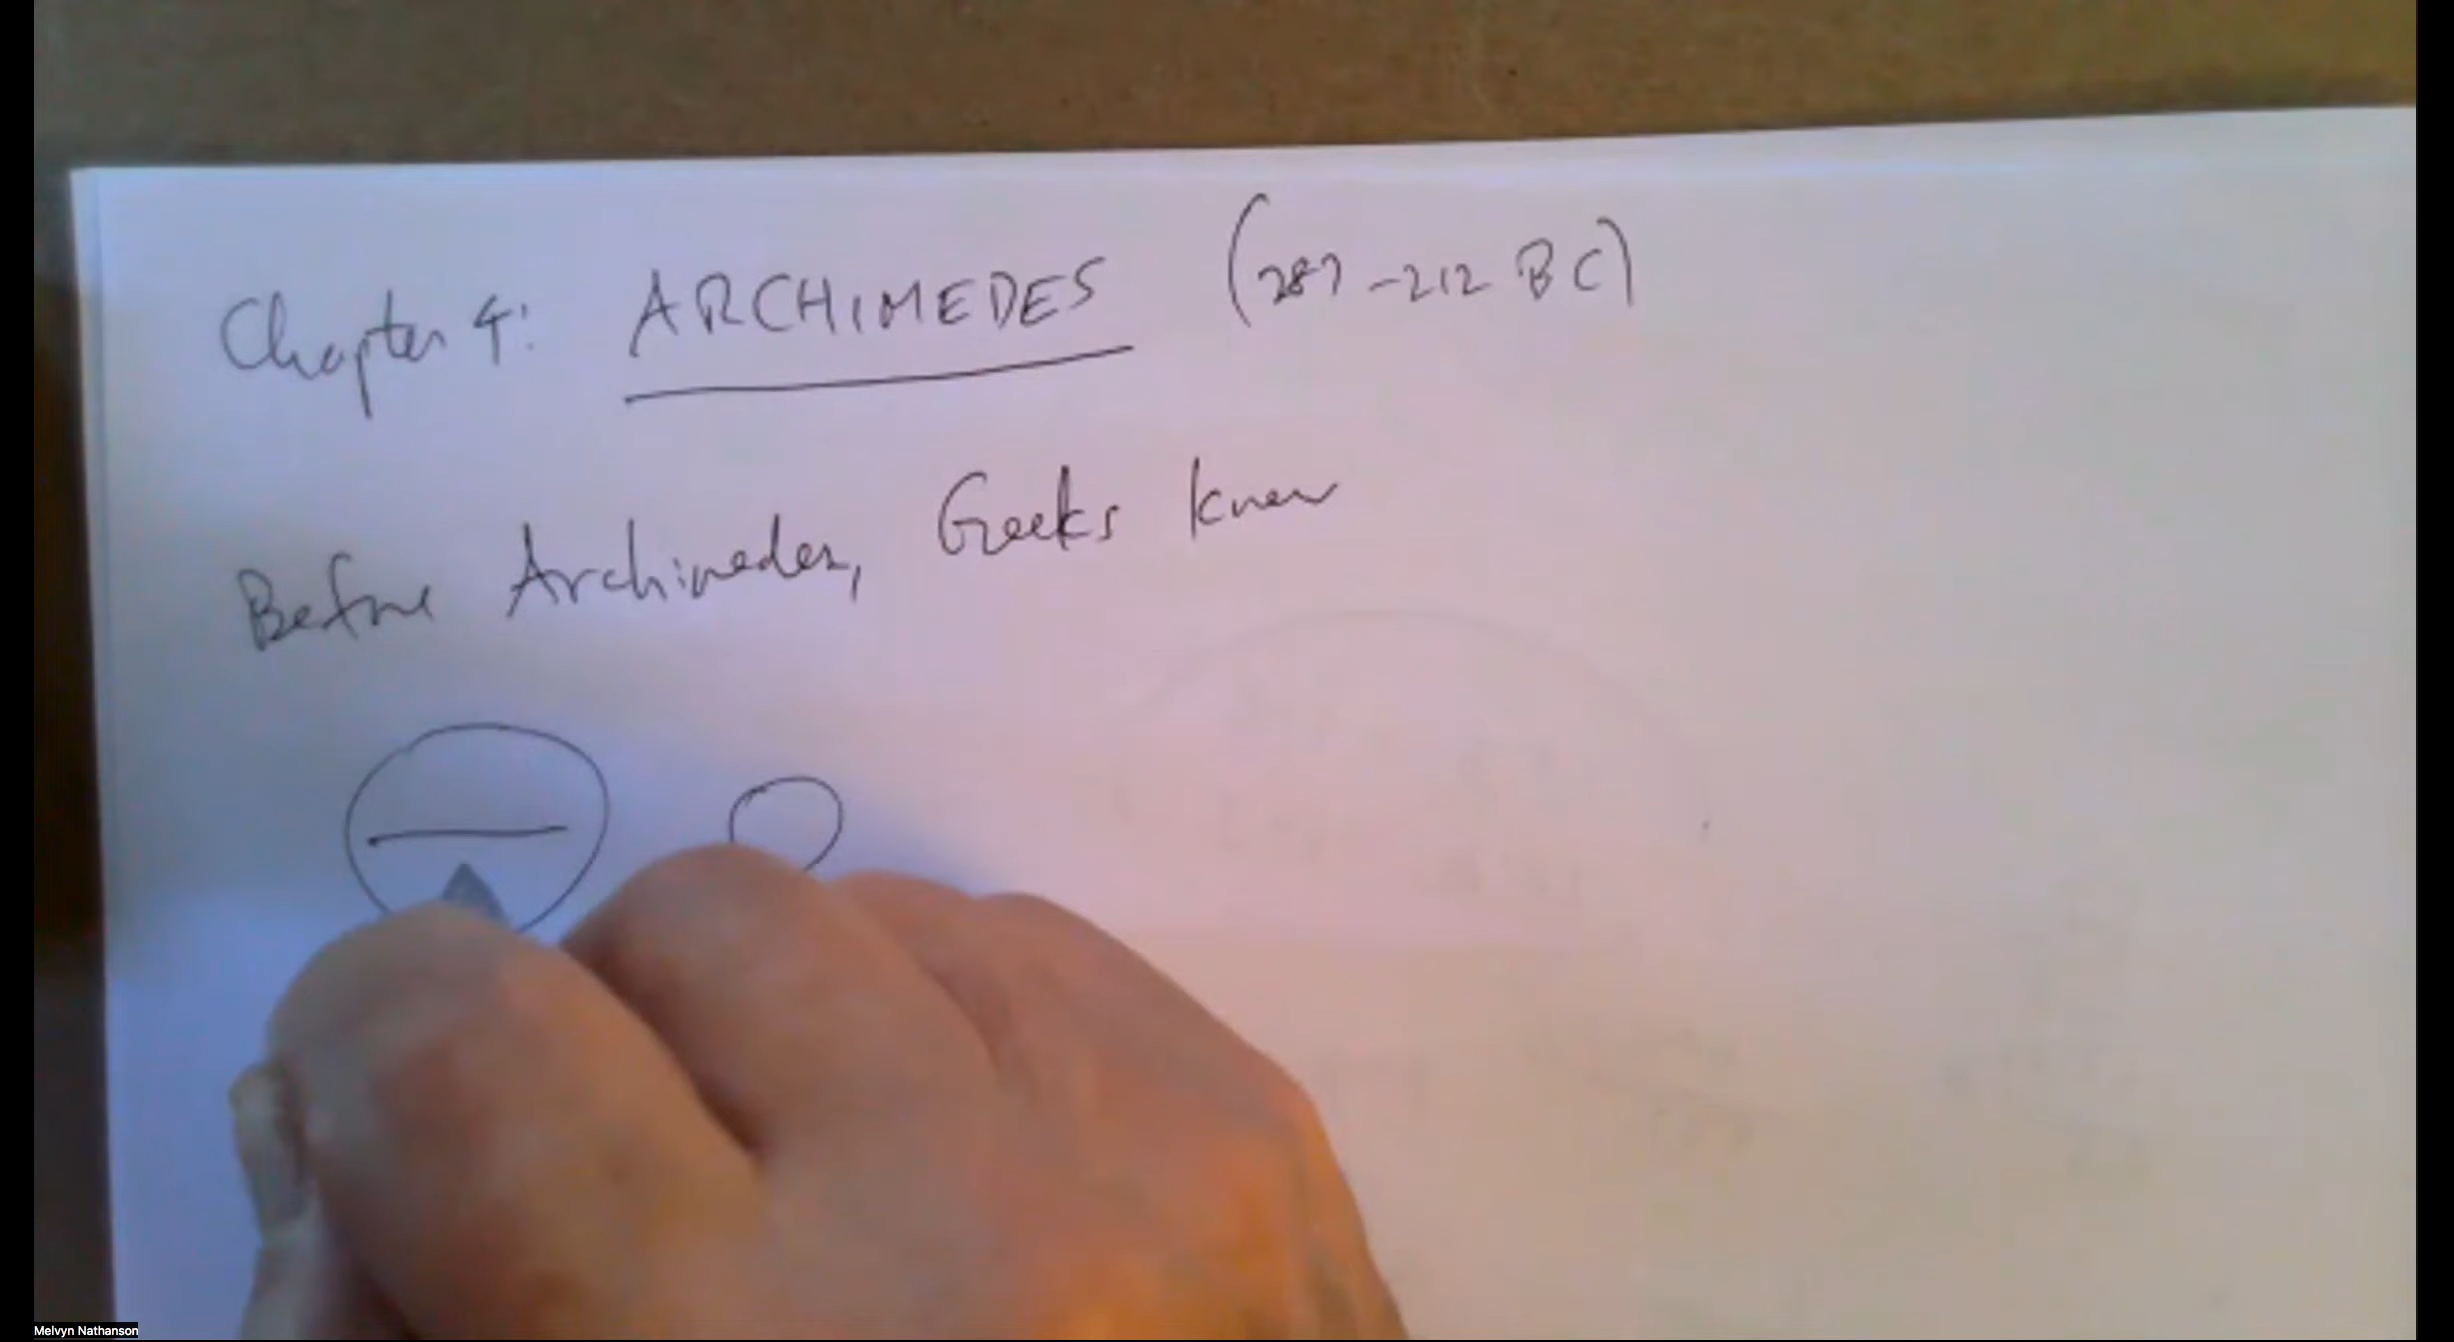 Chapter 4: ARCHIMEDES (287-212 BC)
Before Archimedes, Greeks knew
Melvyn Nathanson